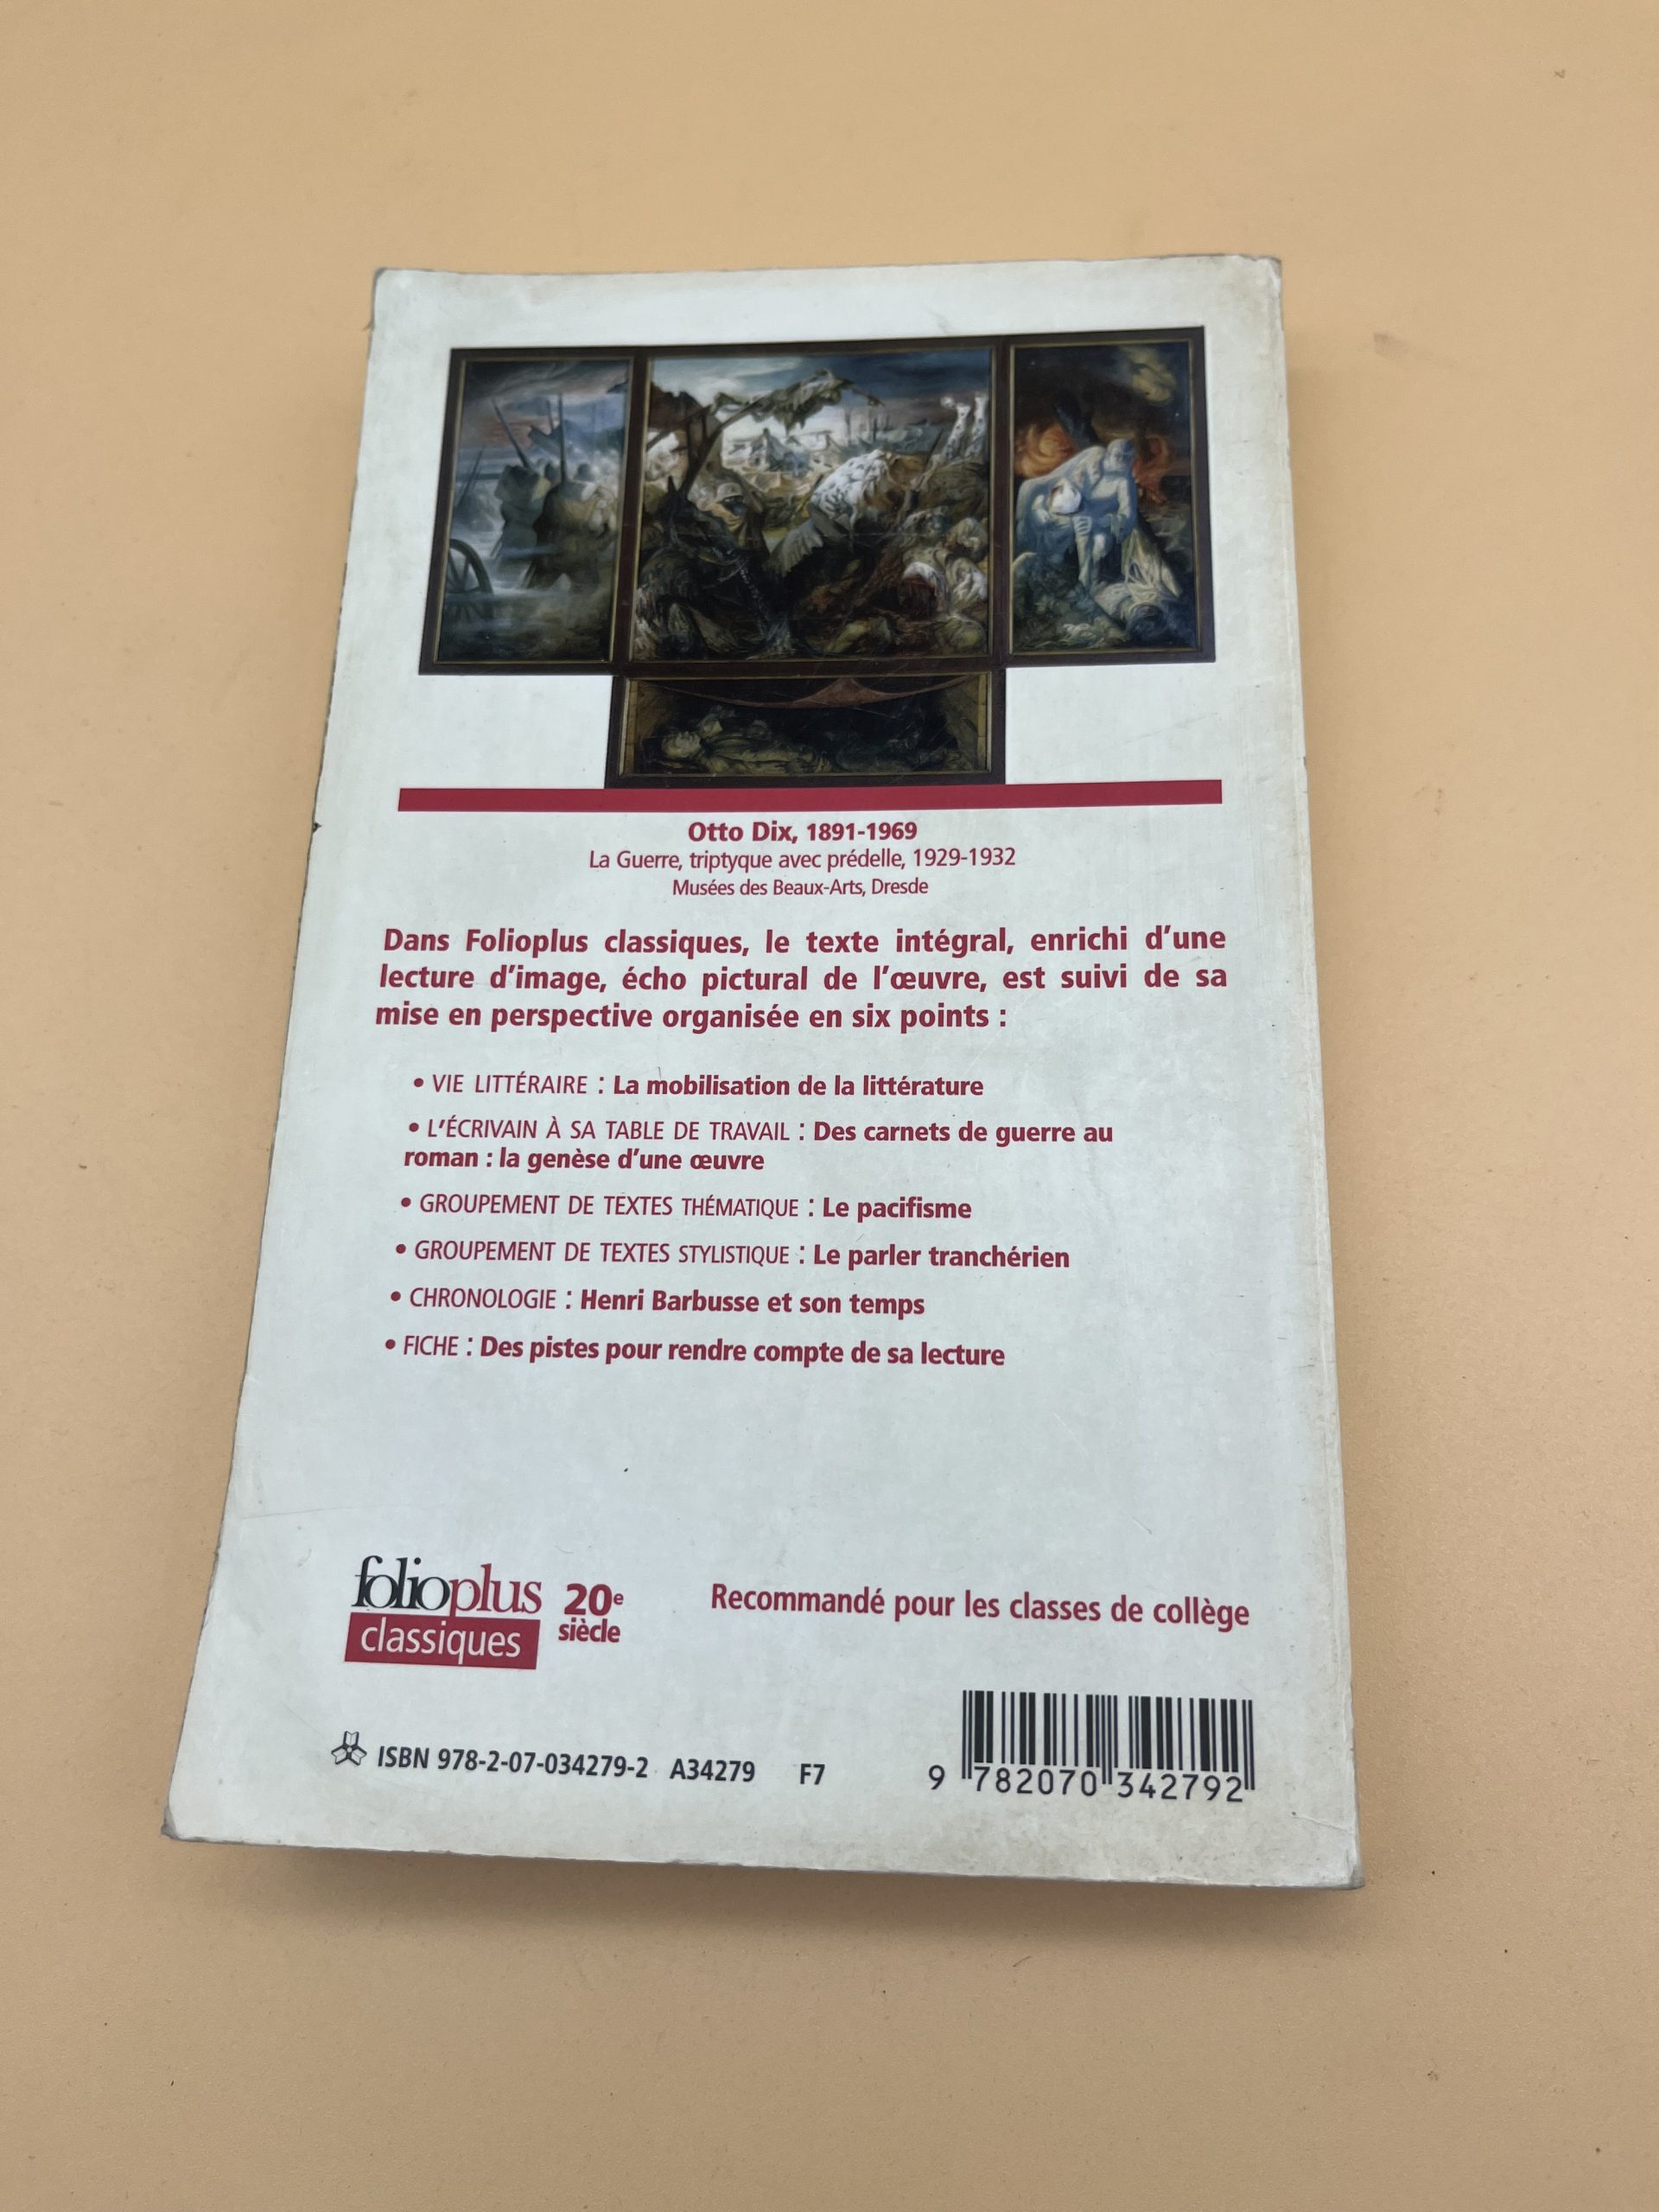 Otto Dix, 1891-1969
La Guerre, triptyque avec prédelle, 1929-1932
Musées des Beaux-Arts, Dresde
Dans Folioplus classiques, le texte intégral, enrichi d'une
lecture d'image, écho pictural de l'œuvre, est suivi de sa
mise en perspective organisée en six points :
• VIE LITTÉRAIRE : La mobilisation de la littérature
• L'ÉCRIVAIN À SA TABLE DE TRAVAIL : Des carnets de guerre au
roman : la genèse d'une œuvre
• GROUPEMENT DE TEXTES THÉMATIQUE : Le pacifisme
• GROUPEMENT DE TEXTES STYLISTIQUE : Le parler tranchérien
• CHRONOLOGIE : Henri Barbusse et son temps
• FICHE : Des pistes pour rendre compte de sa lecture
folioplus
classiques
20e
siècle
Recommandé pour les classes de collège
ISBN 978-2-07-034279-2 A34279 F7
9 782070 342792